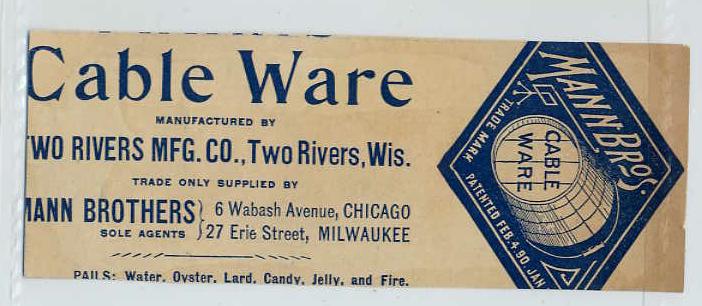 Cable Ware
MANUFACTURED BY
TWO RIVERS MFG. CO., Two Rivers, Wis.
TRADE ONLY SUPPLIED BY
MANN BROTHERS 6 Wabash Avenue, CHICAGO
SOLE AGENTS 27 Erie Street, MILWAUKEE
PAILS: Water, Oyster, Lard, Candy, Jelly, and Fire.
MANN BROS.
TRADE MARK
CABLE
WARE
PATENTED FEB. 4. 90. JAN